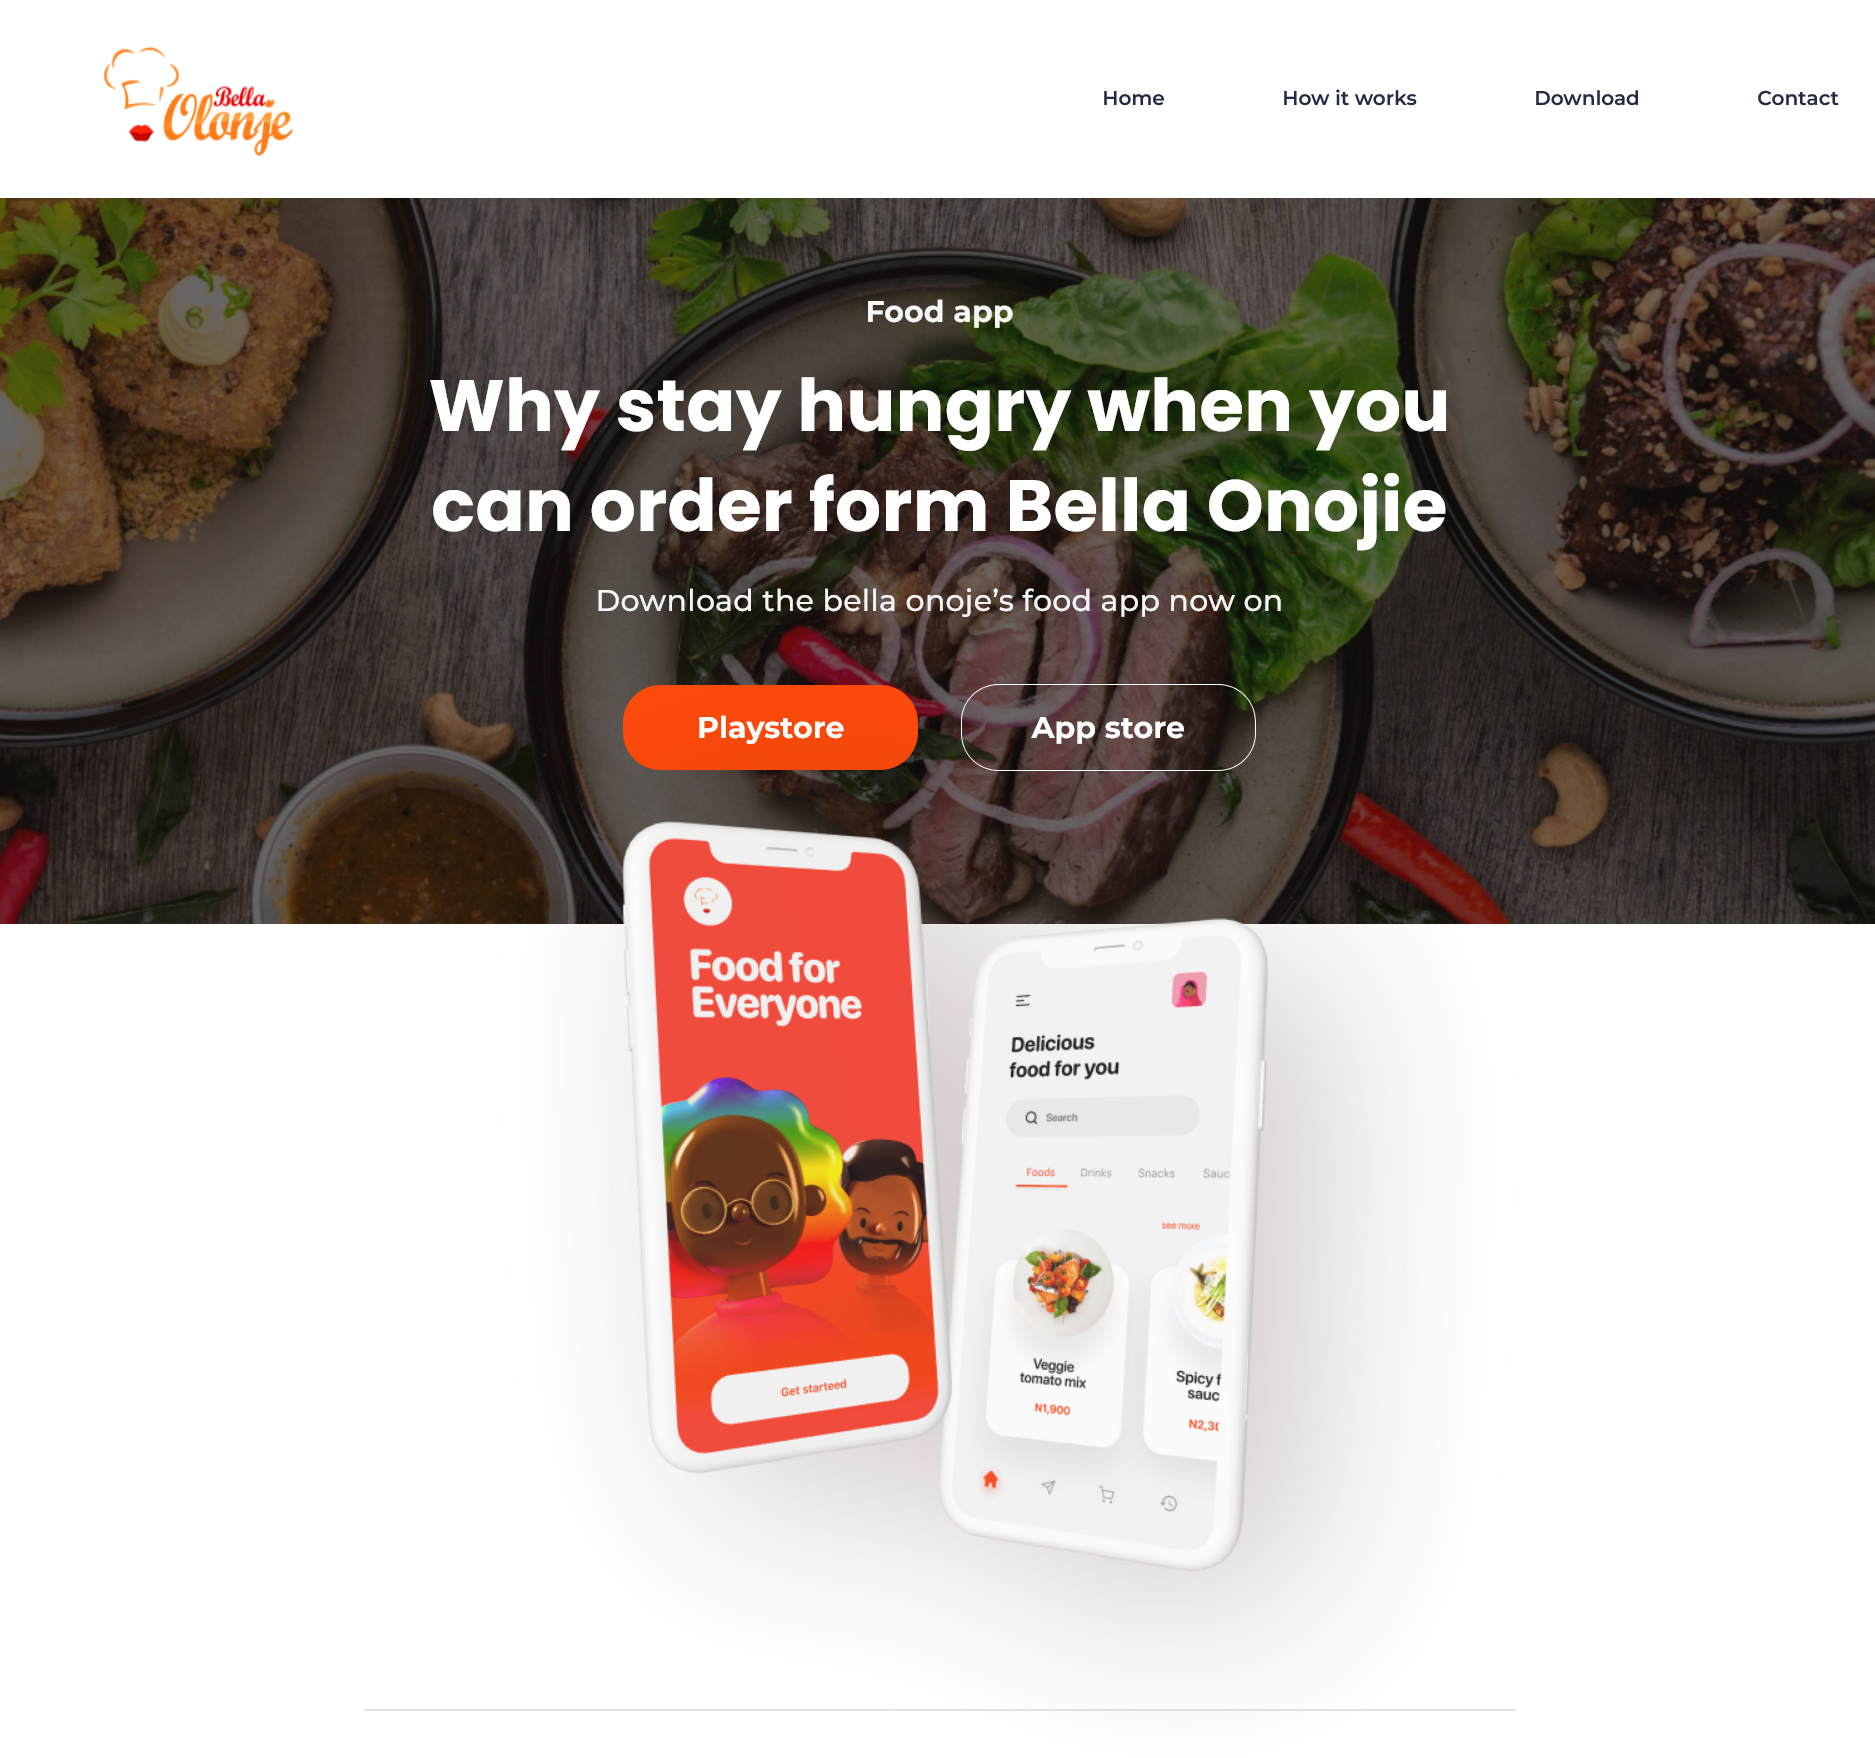 Bella
Olonje
Home
How it works
Download
Contact
Food app
Why stay hungry when you
can order form Bella Onojie
Download the bella onoje’s food app now on
Playstore
App store
Food for
Everyone
Get starteed
Delicious
food for you
Search
Foods
Drinks
Snacks
Sauc
see more
Veggie
tomato mix
N1,900
Spicy f
sauc
N2,30